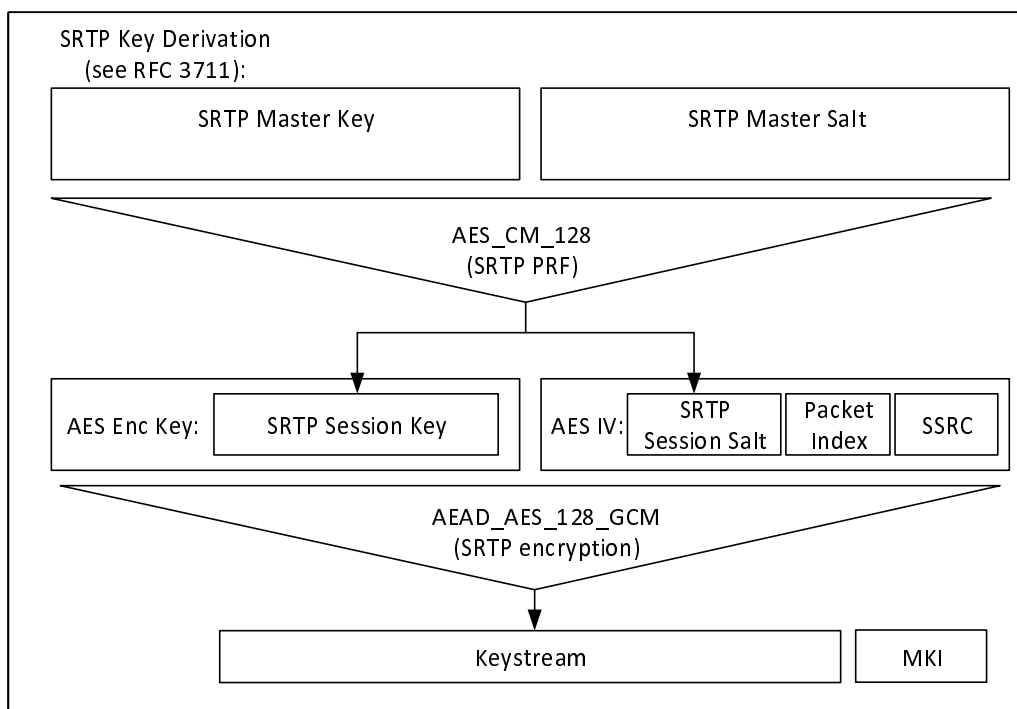 SRTP Key Derivation
(see RFC 3711):
SRTP Master Key
SRTP Master Salt
AES_CM_128
(SRTP PRF)
AES Enc Key:
SRTP Session Key
AES IV:
SRTP
Session Salt
Packet
Index
SSRC
AEAD_AES_128_GCM
(SRTP encryption)
Keystream
MKI